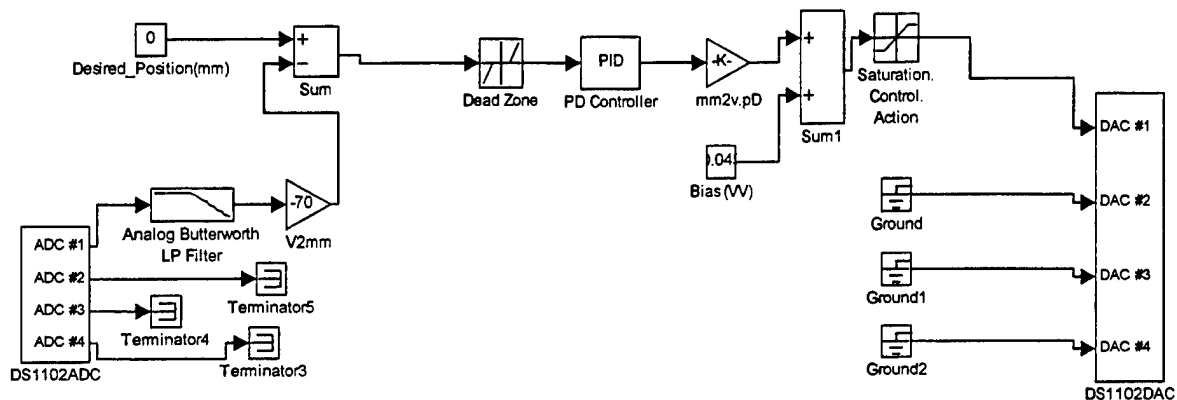 0
Desired_Position(mm)
+
−
Sum
Dead Zone
PID
PD Controller
-K-
mm2v.pD
+
+
Sum1
Saturation.
Control.
Action
).04
Bias (VV)
-70
V2mm
Analog Butterworth
LP Filter
ADC #1
ADC #2
ADC #3
ADC #4
DS1102ADC
Terminator5
Terminator4
Terminator3
Ground
Ground1
Ground2
DAC #1
DAC #2
DAC #3
DAC #4
DS1102DAC